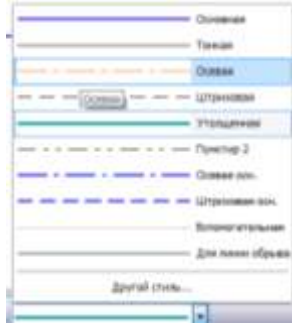 Основная
Тонкая
Осевая
Штриховая
Осевая
Утолщенная
Пунктир 2
Осевая осн.
Штриховая осн.
Вспомогательная
Для линии обрыва
Другой стиль...